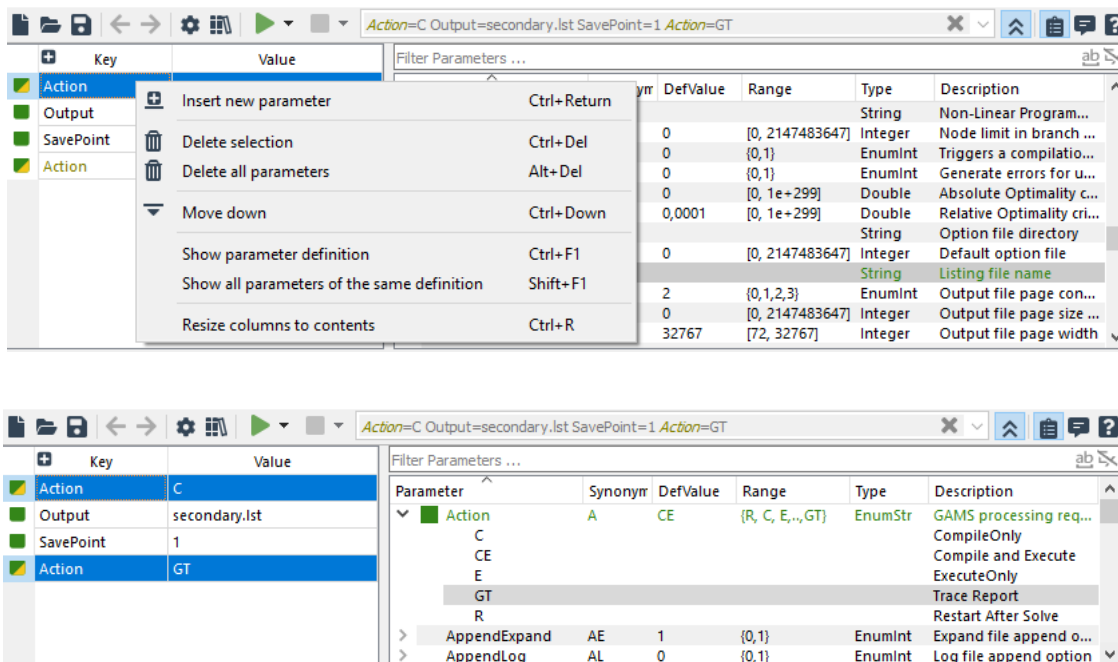 Action=C Output=secondary.lst SavePoint=1 Action=GT
Key Value Filter Parameters ... ab
DefValue Range Type Description
Action
Output
SavePoint
Action
Insert new parameter Ctrl+Return
Delete selection Ctrl+Del
Delete all parameters Alt+Del
Move down Ctrl+Down
Show parameter definition Ctrl+F1
Show all parameters of the same definition Shift+F1
Resize columns to contents Ctrl+R
String Non-Linear Program...
0 [0, 2147483647] Integer Node limit in branch ...
0 {0,1} EnumInt Triggers a compilatio...
0 {0,1} EnumInt Generate errors for u...
0 [0, 1e+299] Double Absolute Optimality c...
0,0001 [0, 1e+299] Double Relative Optimality cri...
String Option file directory
0 [0, 2147483647] Integer Default option file
String Listing file name
2 {0,1,2,3} EnumInt Output file page con...
0 [0, 2147483647] Integer Output file page size ...
32767 [72, 32767] Integer Output file page width
Action=C Output=secondary.lst SavePoint=1 Action=GT
Key Value Filter Parameters ... ab
Action C
Output secondary.lst
SavePoint 1
Action GT
Parameter Synonym DefValue Range Type Description
Action A CE {R, C, E,..,GT} EnumStr GAMS processing req...
C CompileOnly
CE Compile and Execute
E ExecuteOnly
GT Trace Report
R Restart After Solve
AppendExpand AE 1 {0,1} EnumInt Expand file append o...
AppendLog AL 0 {0,1} EnumInt Log file append option